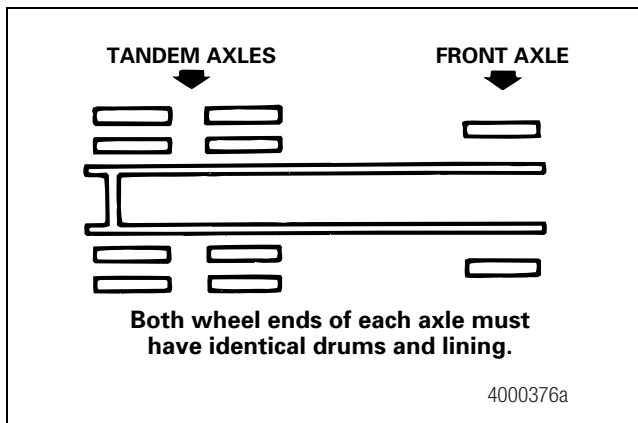 TANDEM AXLES
FRONT AXLE
Both wheel ends of each axle must
have identical drums and lining.
4000376a